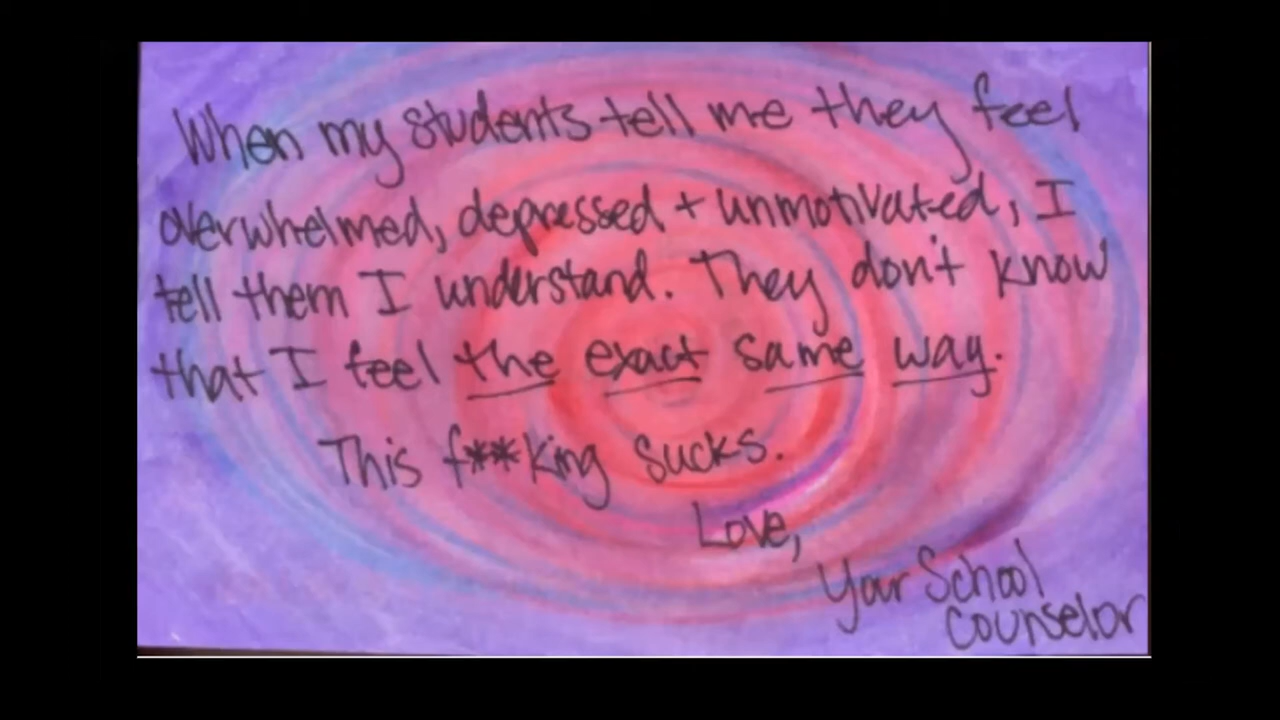 When my students tell me they feel
overwhelmed, depressed + unmotivated, I
tell them I understand. They don't know
that I feel the exact same way.
This f**king sucks.
Love,
Your School
Counselor